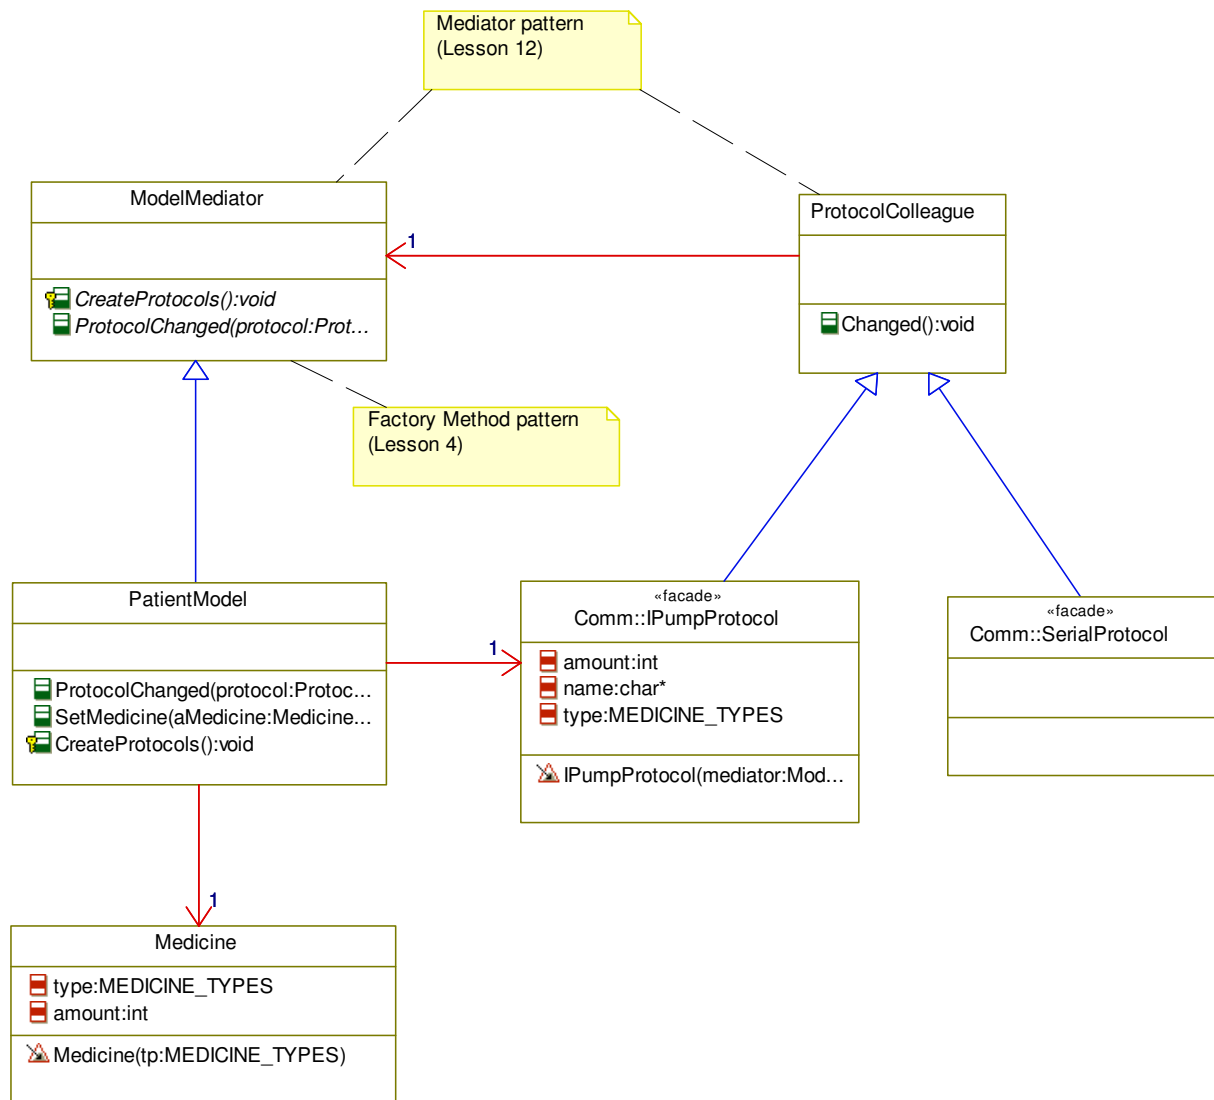 Mediator pattern
(Lesson 12)
ModelMediator
CreateProtocols():void
ProtocolChanged(protocol:Prot...
1
ProtocolColleague
Changed():void
Factory Method pattern
(Lesson 4)
PatientModel
ProtocolChanged(protocol:Protoc...
SetMedicine(aMedicine:Medicine...
CreateProtocols():void
1
«facade»
Comm::IPumpProtocol
amount:int
name:char*
type:MEDICINE_TYPES
IPumpProtocol(mediator:Mod...
«facade»
Comm::SerialProtocol
1
Medicine
type:MEDICINE_TYPES
amount:int
Medicine(tp:MEDICINE_TYPES)